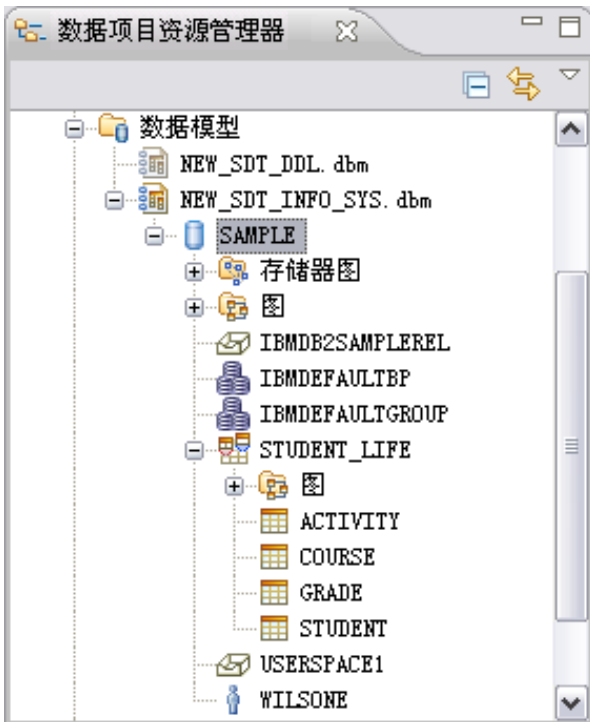 数据项目资源管理器
数据模型
NEW_SDT_DDL.dbm
NEW_SDT_INFO_SYS.dbm
SAMPLE
存储器图
图
IBMDB2SAMPLEREL
IBMDEFAULTBP
IBMDEFAULTGROUP
STUDENT_LIFE
图
ACTIVITY
COURSE
GRADE
STUDENT
USERSPACE1
WILSONE